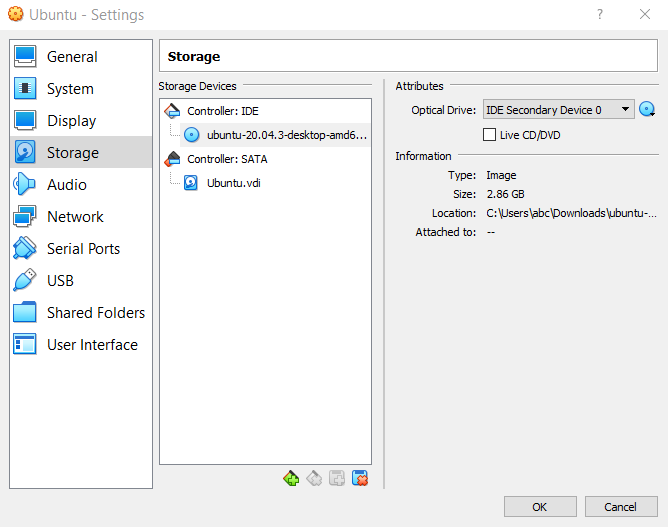 Ubuntu - Settings
?
General
System
Display
Storage
Audio
Network
Serial Ports
USB
Shared Folders
User Interface
Storage
Storage Devices
Controller: IDE
ubuntu-20.04.3-desktop-amd6...
Controller: SATA
Ubuntu.vdi
Attributes
Optical Drive: IDE Secondary Device 0
Live CD/DVD
Information
Type: Image
Size: 2.86 GB
Location: C:\Users\abc\Downloads\ubuntu-...
Attached to: --
OK
Cancel